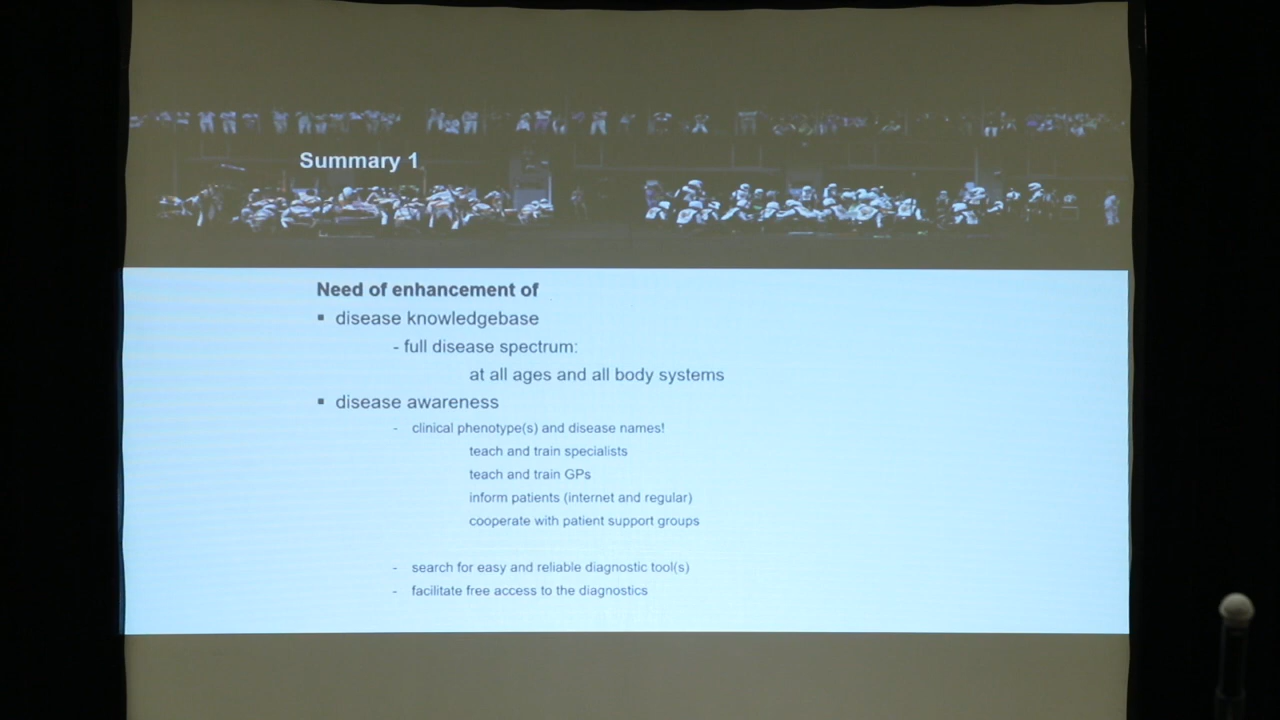 Summary 1
Need of enhancement of
▪ disease knowledgebase
- full disease spectrum:
at all ages and all body systems
▪ disease awareness
- clinical phenotype(s) and disease names!
teach and train specialists
teach and train GPs
inform patients (internet and regular)
cooperate with patient support groups
- search for easy and reliable diagnostic tool(s)
- facilitate free access to the diagnostics